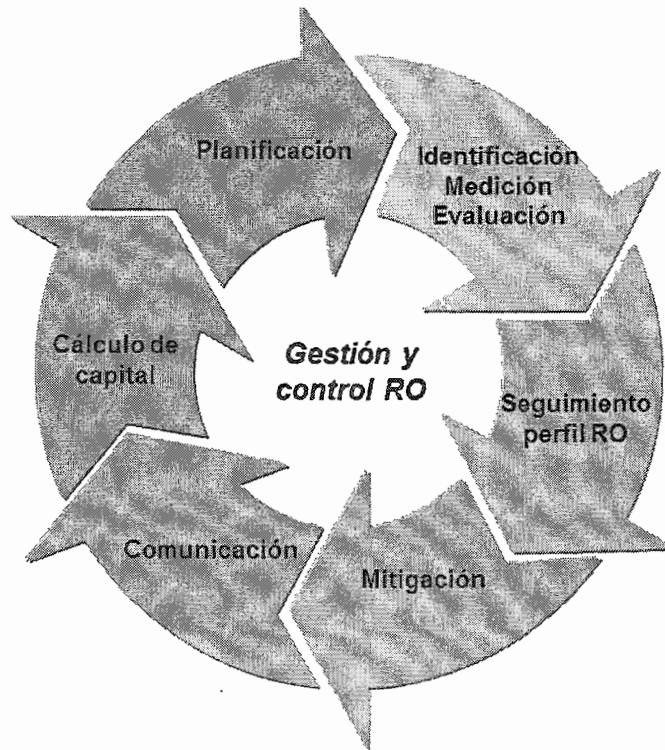 Planificación
Identificación
Medición
Evaluación
Seguimiento
perfil RO
Mitigación
Comunicación
Cálculo de
capital
Gestión y
control RO